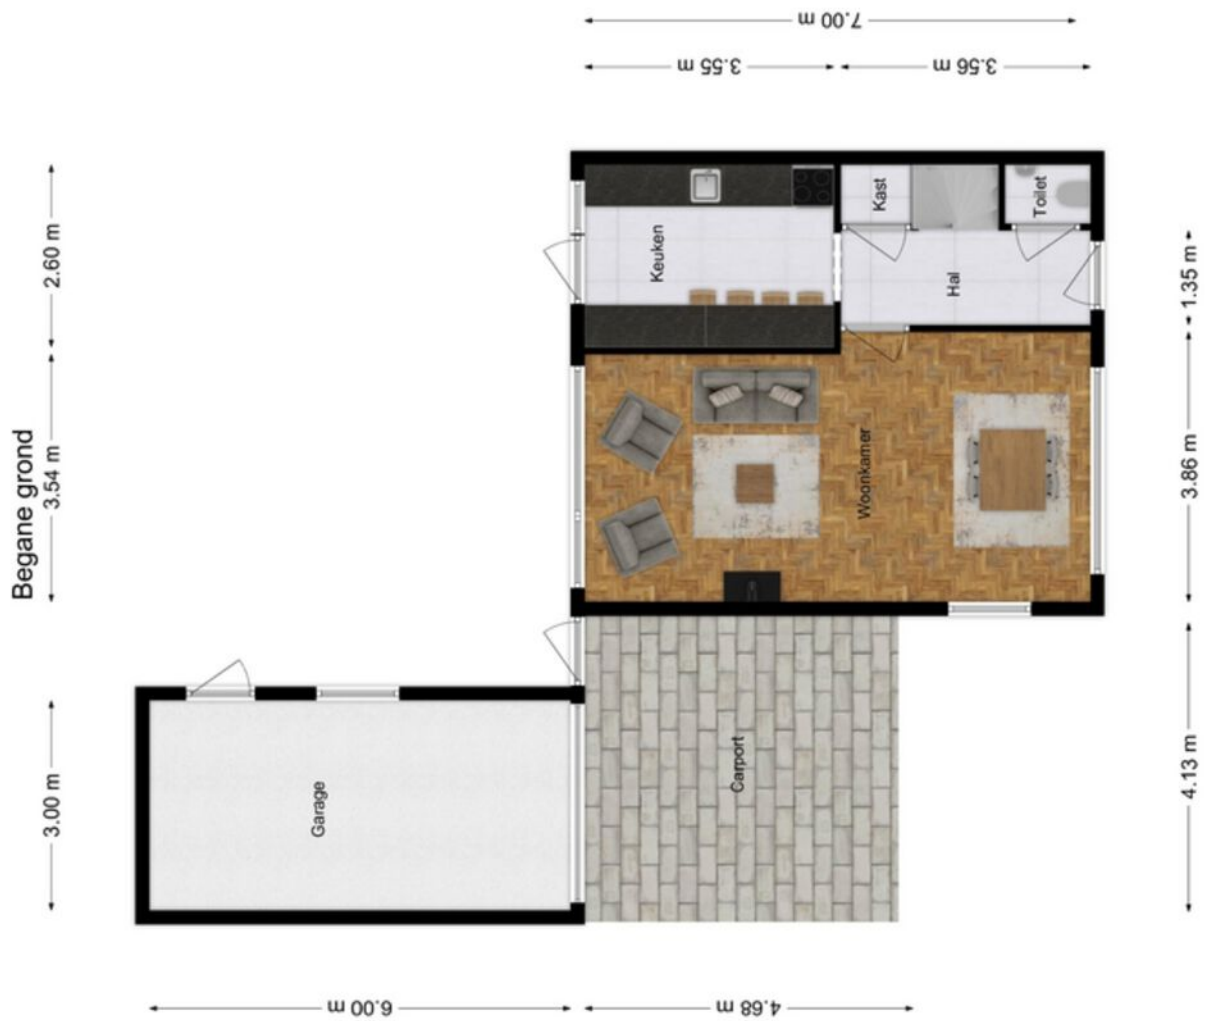 Begane grond
7.00 m
3.55 m
3.56 m
2.60 m
3.54 m
3.00 m
1.35 m
3.86 m
4.13 m
Keuken
Kast
Toilet
Hal
Woonkamer
Garage
Carport
6.00 m
4.68 m